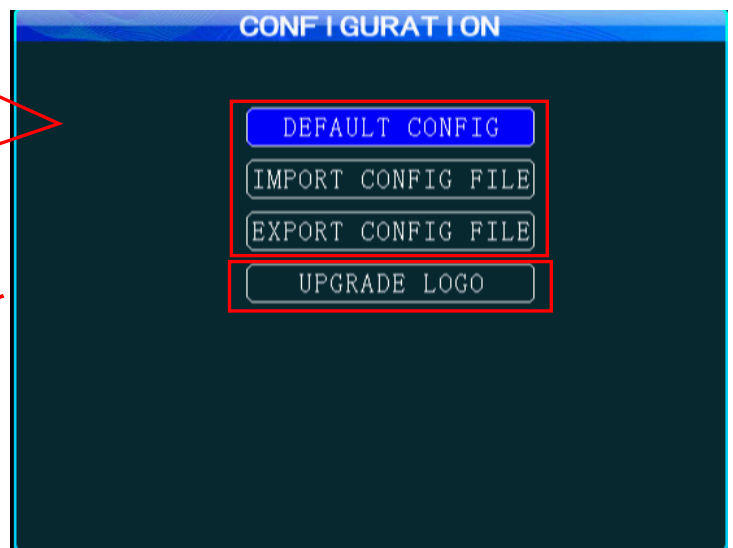 CONFIGURATION
DEFAULT CONFIG
IMPORT CONFIG FILE
EXPORT CONFIG FILE
UPGRADE LOGO